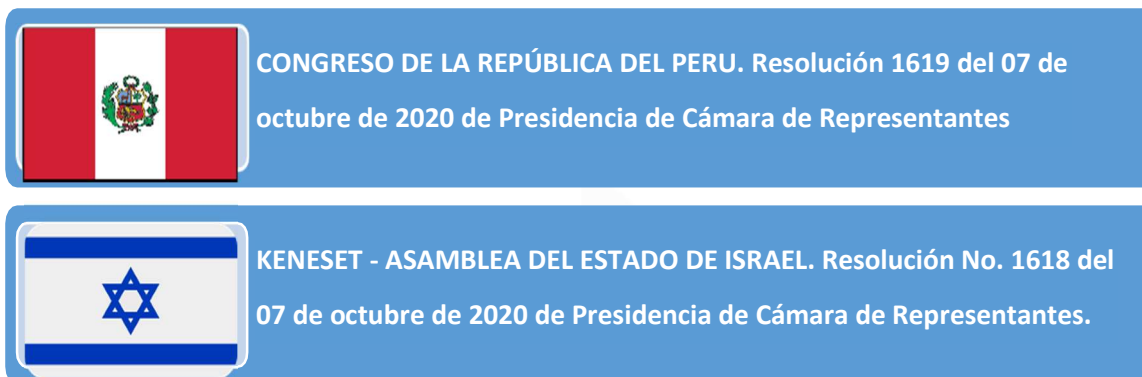 CONGRESO DE LA REPÚBLICA DEL PERU. Resolución 1619 del 07 de
octubre de 2020 de Presidencia de Cámara de Representantes
KENESET - ASAMBLEA DEL ESTADO DE ISRAEL. Resolución No. 1618 del
07 de octubre de 2020 de Presidencia de Cámara de Representantes.